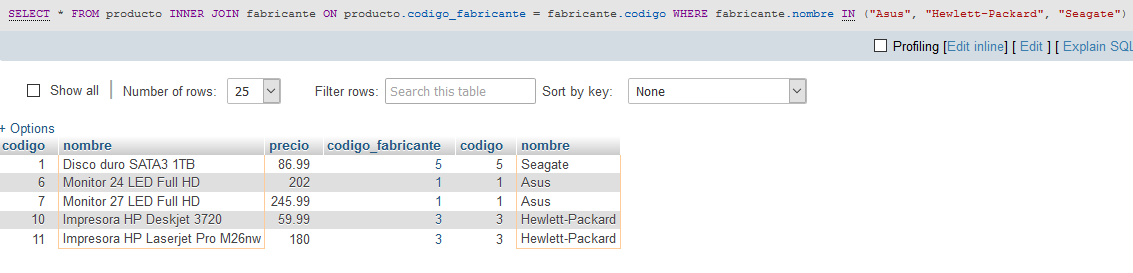 SELECT * FROM producto INNER JOIN fabricante ON producto.codigo_fabricante = fabricante.codigo WHERE fabricante.nombre IN ("Asus", "Hewlett-Packard", "Seagate")
Profiling [Edit inline] [ Edit ] [ Explain SQL
Show all | Number of rows: 25 Filter rows: Search this table Sort by key: None
+ Options
codigo nombre precio codigo_fabricante codigo nombre
1 Disco duro SATA3 1TB 86.99 5 5 Seagate
6 Monitor 24 LED Full HD 202 1 1 Asus
7 Monitor 27 LED Full HD 245.99 1 1 Asus
10 Impresora HP Deskjet 3720 59.99 3 3 Hewlett-Packard
11 Impresora HP Laserjet Pro M26nw 180 3 3 Hewlett-Packard